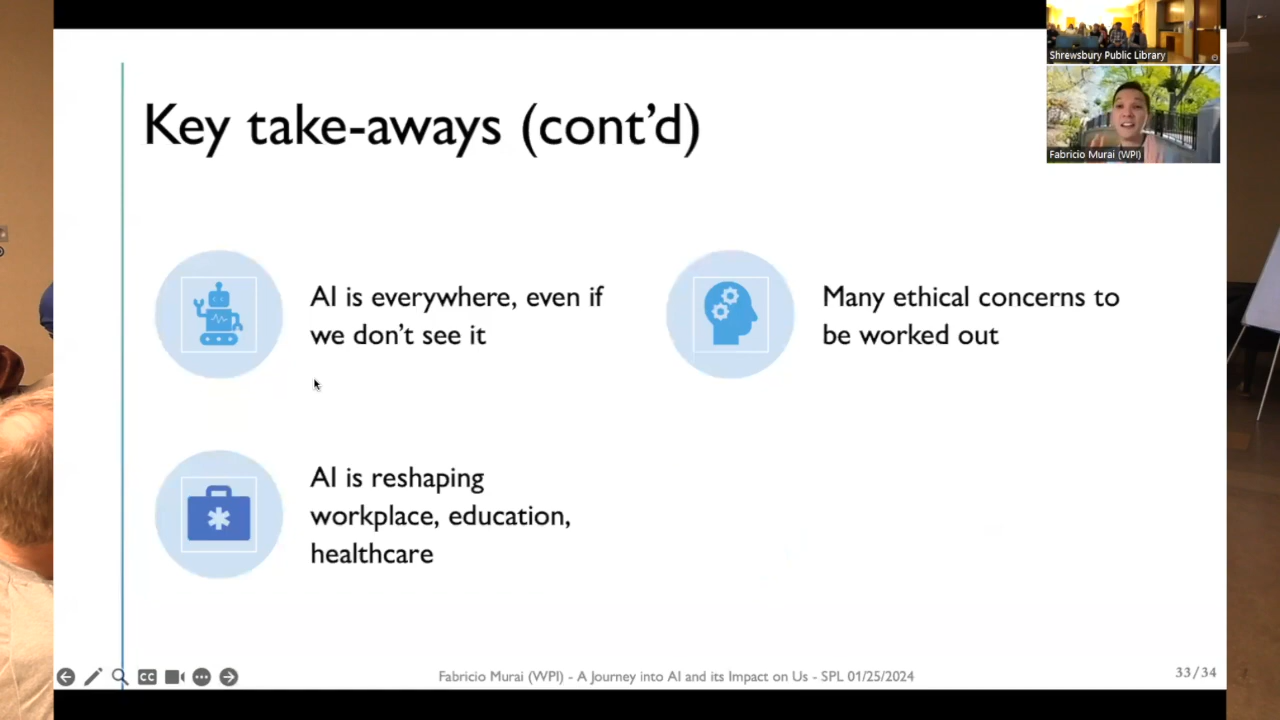 Shrewsbury Public Library
Fabricio Murai (WPI)
Key take-aways (cont’d)
AI is everywhere, even if
we don’t see it
Many ethical concerns to
be worked out
AI is reshaping
workplace, education,
healthcare
CC
Fabricio Murai (WPI) - A Journey into AI and its Impact on Us - SPL 01/25/2024
33/34